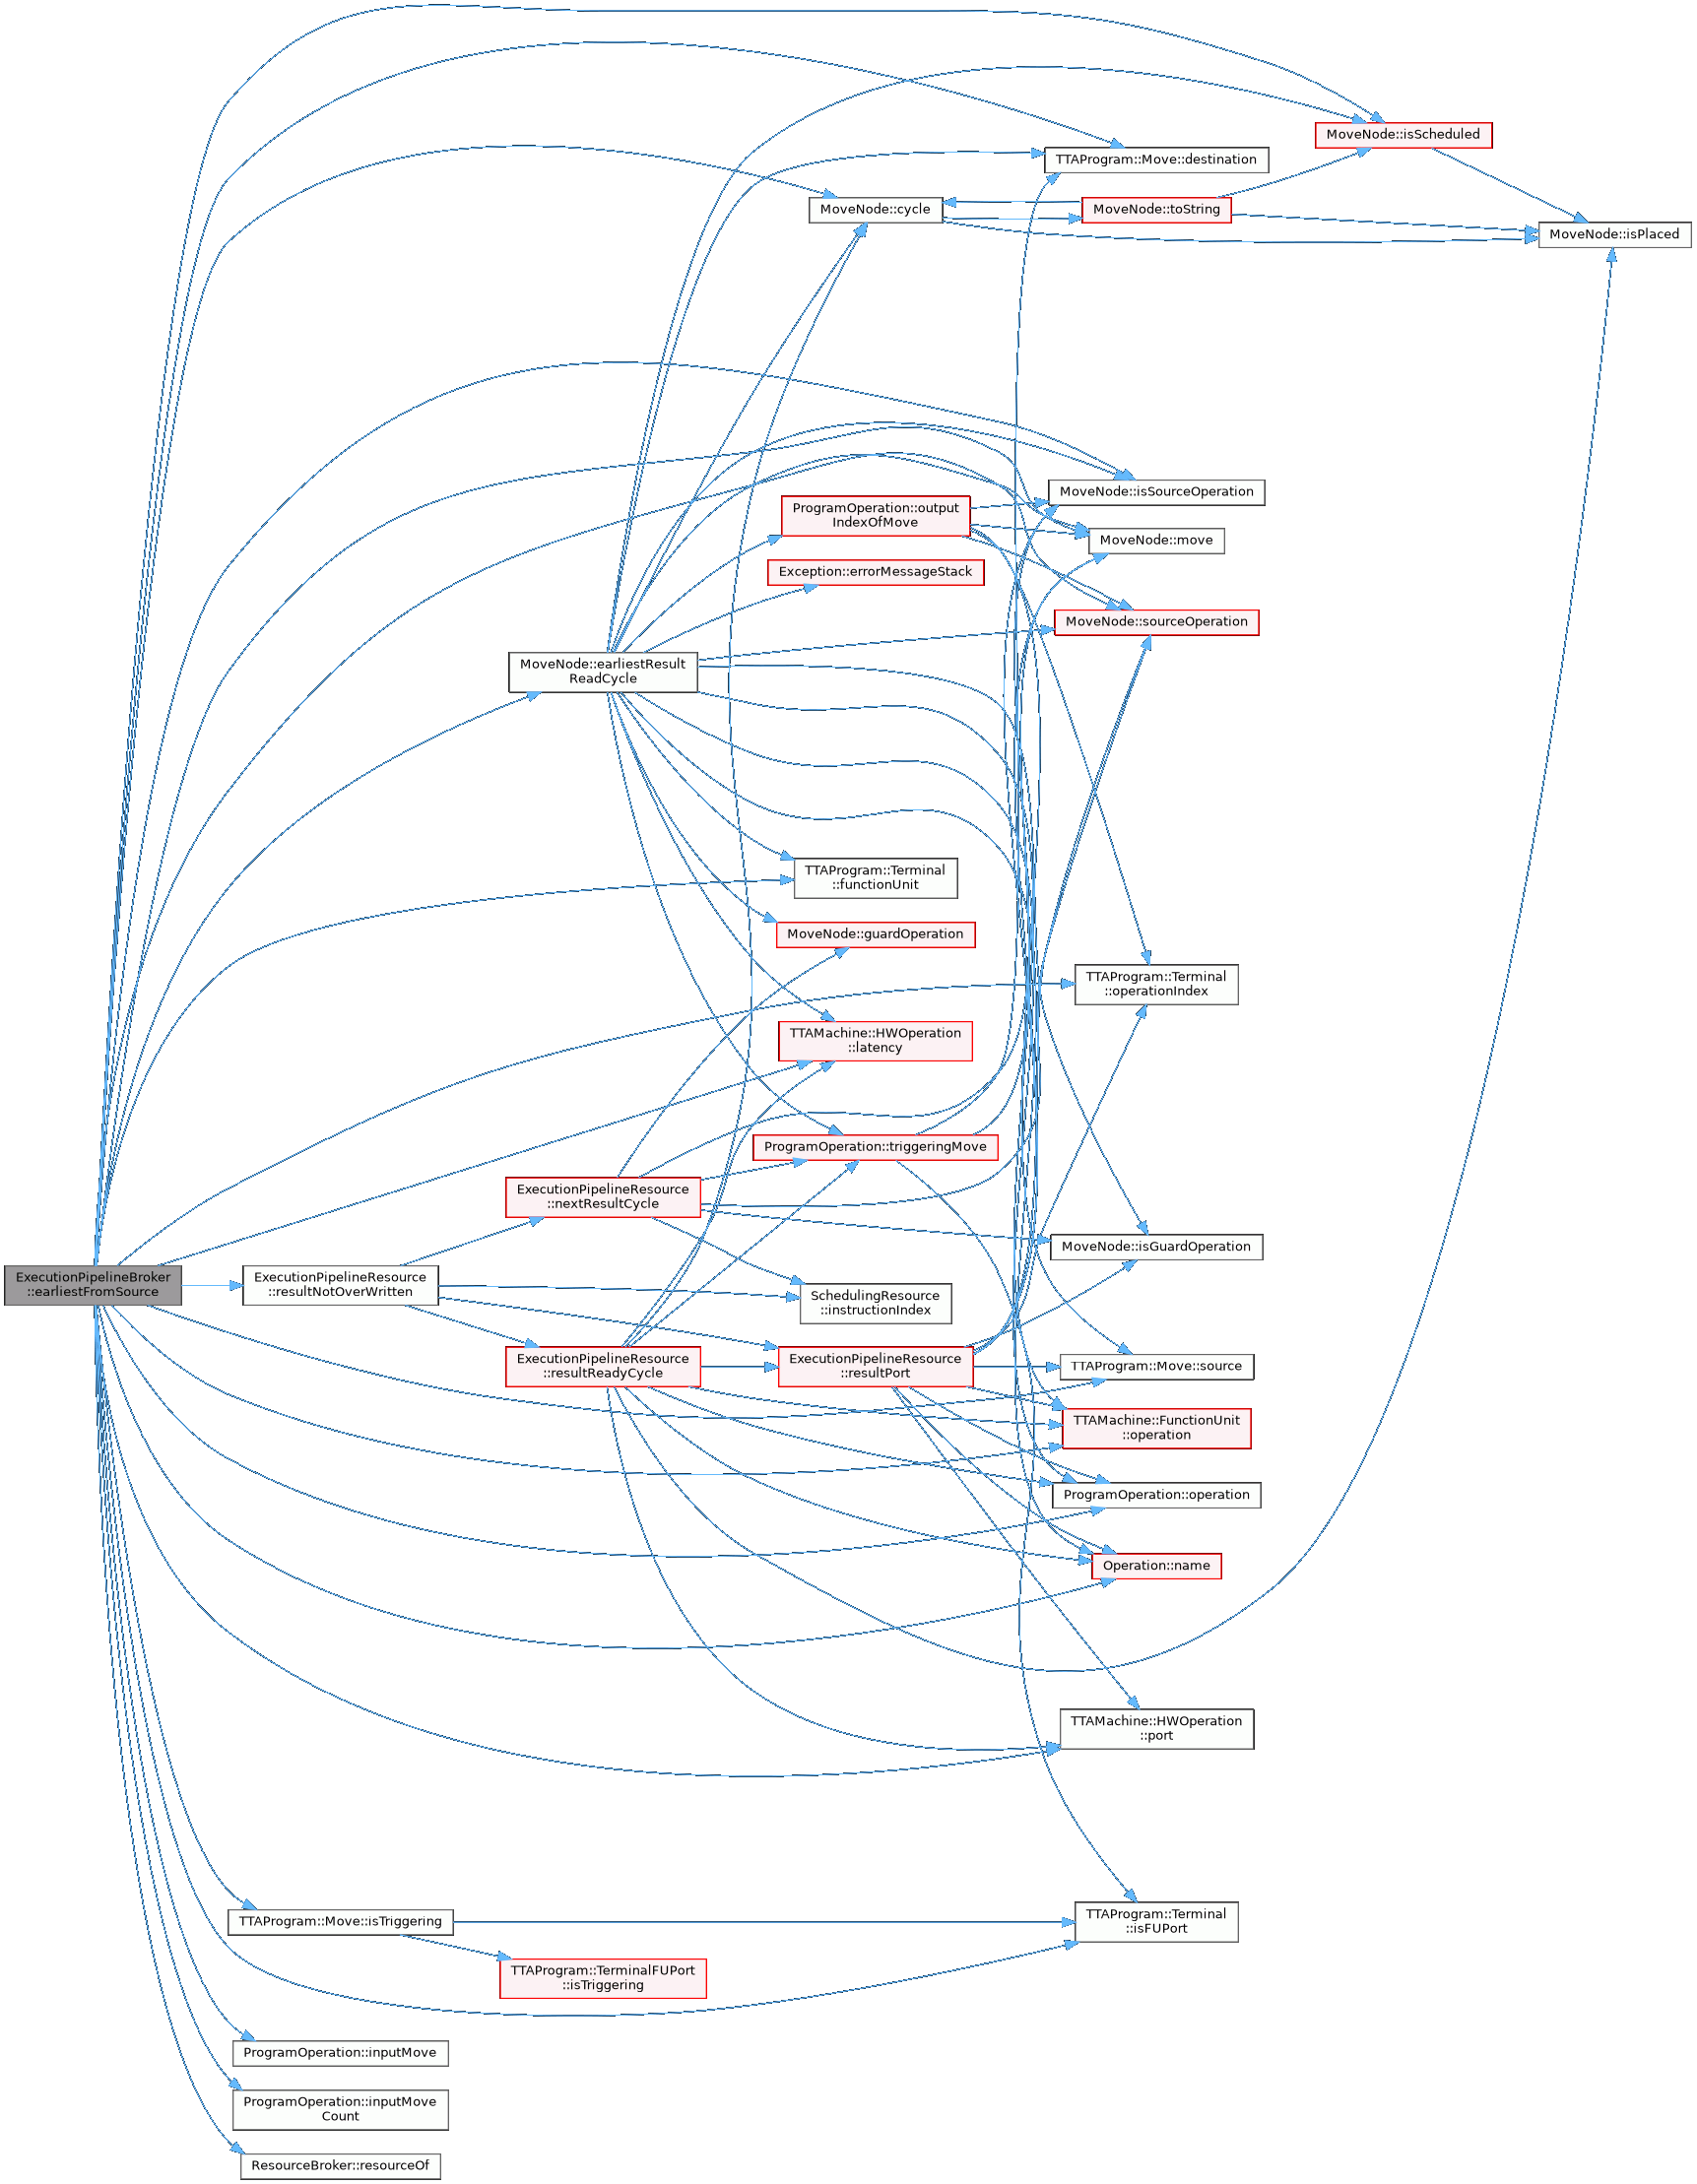 MoveNode::isScheduled
TTAProgram::Move::destination
MoveNode::cycle
MoveNode::toString
MoveNode::isPlaced
MoveNode::isSourceOperation
ProgramOperation::output
IndexOfMove
MoveNode::move
Exception::errorMessageStack
MoveNode::sourceOperation
MoveNode::earliestResult
ReadCycle
TTAProgram::Terminal
::functionUnit
MoveNode::guardOperation
TTAProgram::Terminal
::operationIndex
TTAMachine::HWOperation
::latency
ProgramOperation::triggeringMove
ExecutionPipelineResource
::nextResultCycle
MoveNode::isGuardOperation
ExecutionPipelineBroker
::earliestFromSource
ExecutionPipelineResource
::resultNotOverWritten
SchedulingResource
::instructionIndex
ExecutionPipelineResource
::resultReadyCycle
ExecutionPipelineResource
::resultPort
TTAProgram::Move::source
TTAMachine::FunctionUnit
::operation
ProgramOperation::operation
Operation::name
TTAMachine::HWOperation
::port
TTAProgram::Move::isTriggering
TTAProgram::Terminal
::isFUPort
TTAProgram::TerminalFUPort
::isTriggering
ProgramOperation::inputMove
ProgramOperation::inputMove
Count
ResourceBroker::resourceOf